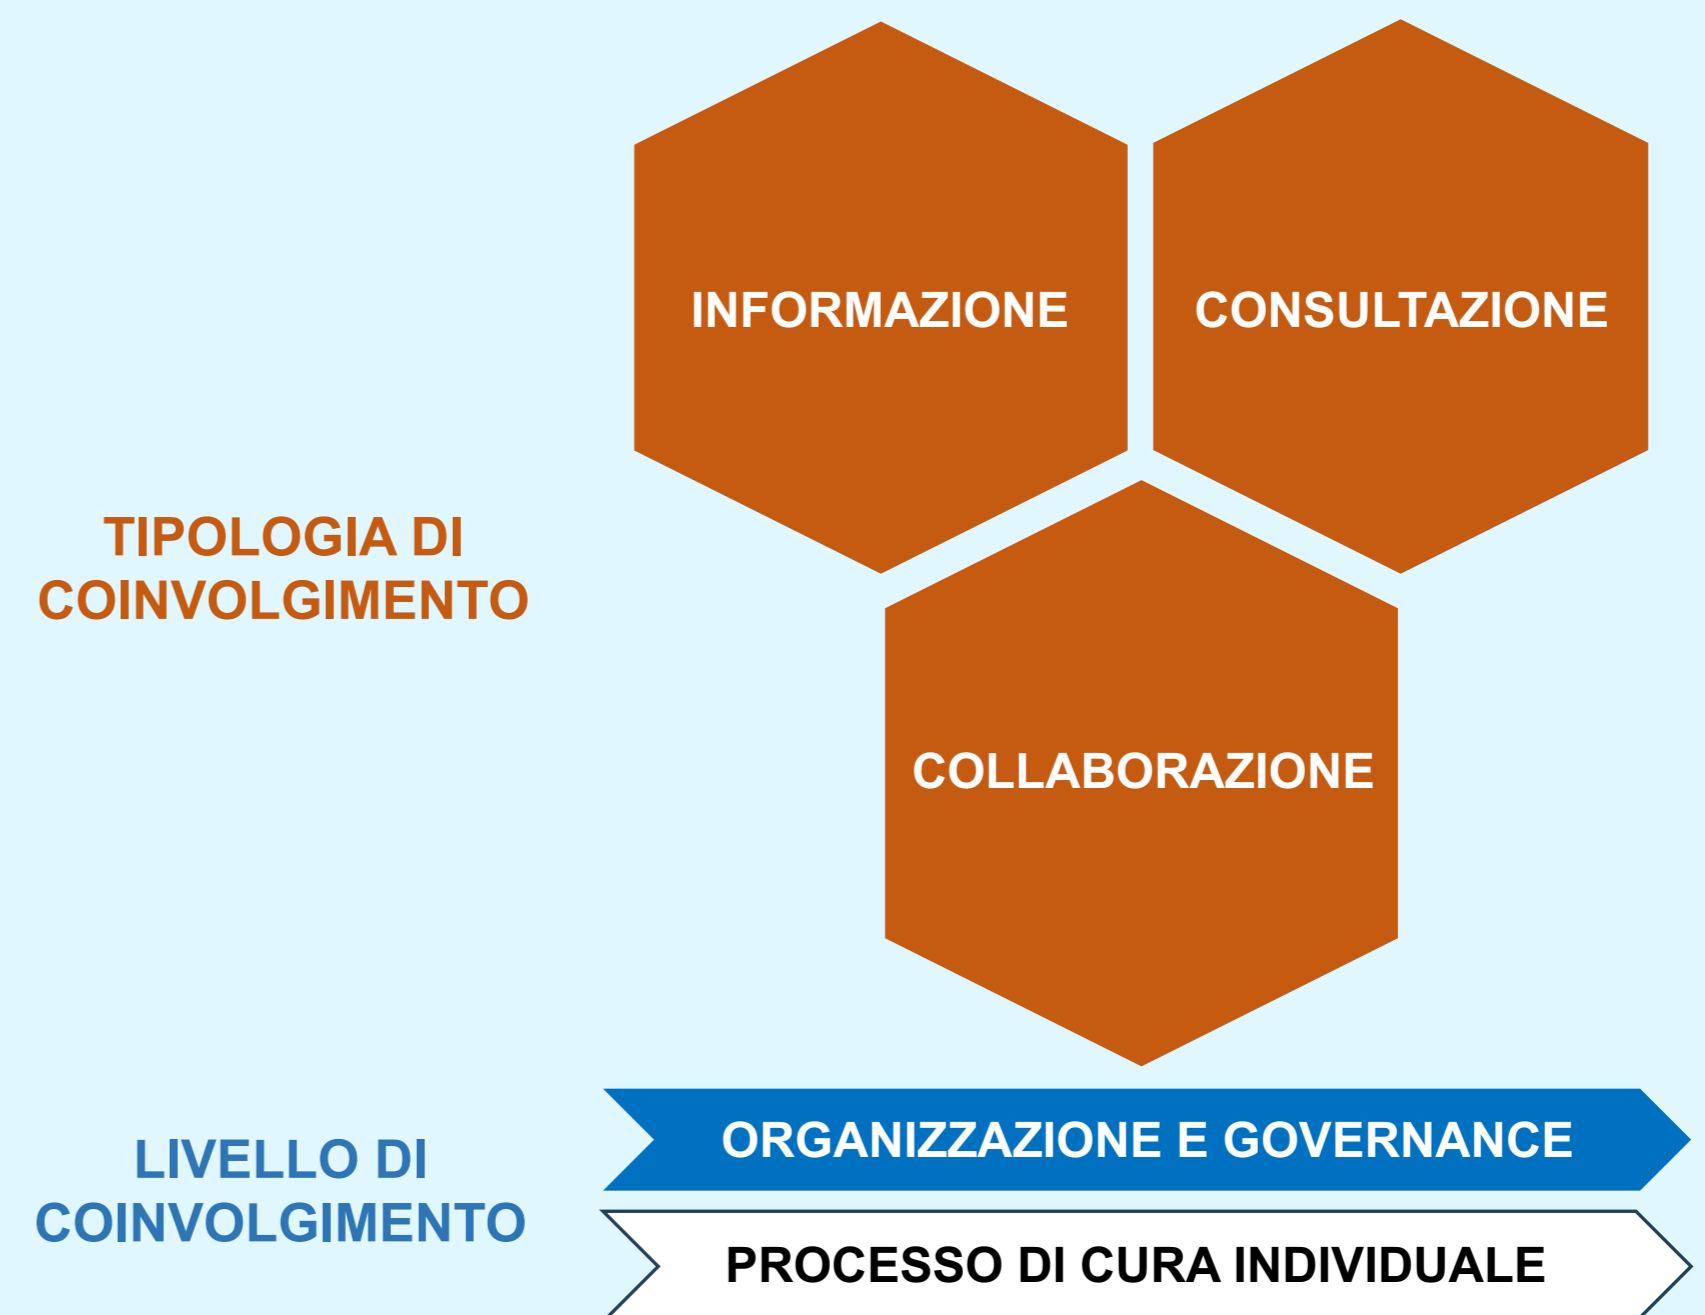 INFORMAZIONE
CONSULTAZIONE
TIPOLOGIA DI
COINVOLGIMENTO
COLLABORAZIONE
LIVELLO DI
COINVOLGIMENTO
ORGANIZZAZIONE E GOVERNANCE
PROCESSO DI CURA INDIVIDUALE